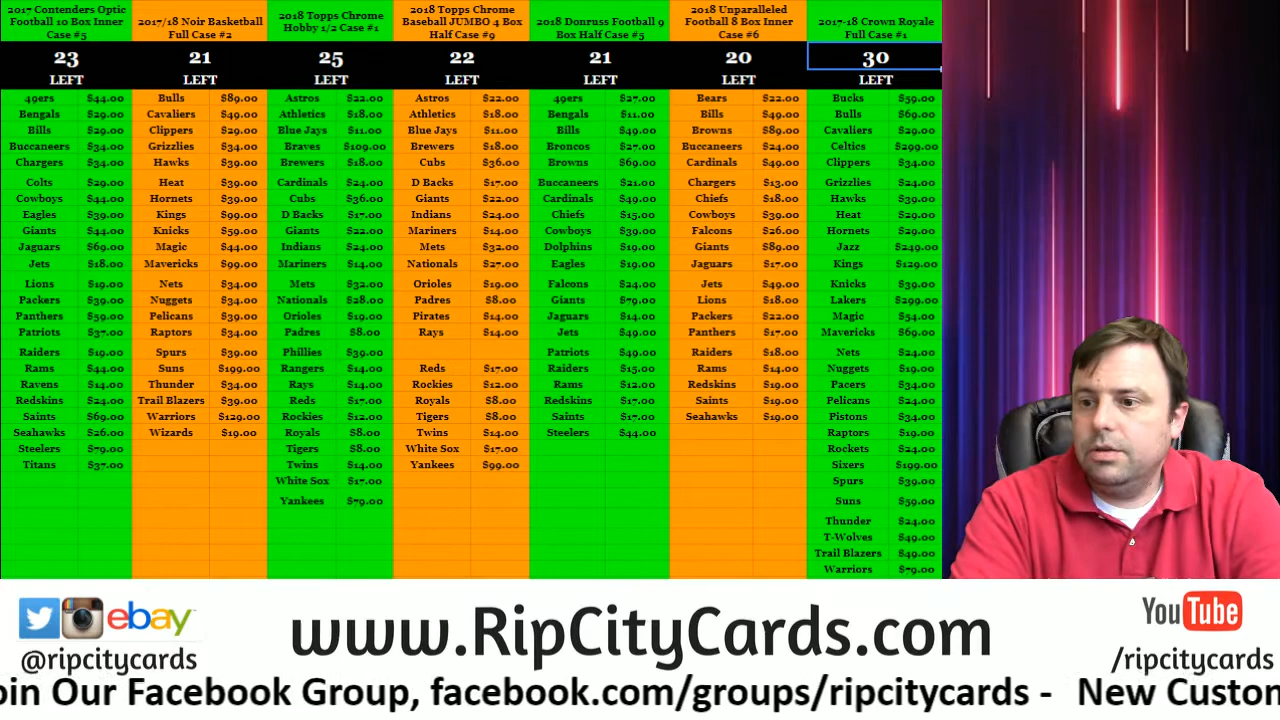 2017 Contenders Optic
Football 10 Box Inner
Case #5
23
LEFT
49ers $44.00
Bengals $29.00
Bills $29.00
Buccaneers $34.00
Chargers $34.00
Colts $29.00
Cowboys $44.00
Eagles $39.00
Giants $44.00
Jaguars $69.00
Jets $18.00
Lions $19.00
Packers $39.00
Panthers $59.00
Patriots $37.00
Raiders $19.00
Rams $44.00
Ravens $14.00
Redskins $24.00
Saints $69.00
Seahawks $26.00
Steelers $79.00
Titans $37.00
2017/18 Noir Basketball
Full Case #2
21
LEFT
Bulls $89.00
Cavaliers $49.00
Clippers $29.00
Grizzlies $34.00
Hawks $39.00
Heat $39.00
Hornets $39.00
Kings $99.00
Knicks $59.00
Magic $44.00
Mavericks $99.00
Nets $34.00
Nuggets $34.00
Pelicans $39.00
Raptors $34.00
Spurs $39.00
Suns $199.00
Thunder $34.00
Trail Blazers $39.00
Warriors $129.00
Wizards $19.00
2018 Topps Chrome
Hobby 1/2 Case #1
25
LEFT
Astros $22.00
Athletics $18.00
Blue Jays $11.00
Braves $109.00
Brewers $18.00
Cardinals $24.00
Cubs $36.00
D Backs $17.00
Giants $22.00
Indians $24.00
Mariners $14.00
Mets $32.00
Nationals $28.00
Orioles $19.00
Padres $8.00
Phillies $39.00
Rangers $14.00
Rays $14.00
Reds $17.00
Rockies $12.00
Royals $8.00
Tigers $8.00
Twins $14.00
White Sox $17.00
Yankees $79.00
2018 Topps Chrome
Baseball JUMBO 4 Box
Half Case #9
22
LEFT
Astros $22.00
Athletics $18.00
Blue Jays $11.00
Brewers $18.00
Cubs $36.00
D Backs $17.00
Giants $22.00
Indians $24.00
Mariners $14.00
Mets $32.00
Nationals $27.00
Orioles $19.00
Padres $8.00
Pirates $14.00
Rays $14.00
Reds $17.00
Rockies $12.00
Royals $8.00
Tigers $8.00
Twins $14.00
White Sox $17.00
Yankees $99.00
2018 Donruss Football 9
Box Half Case #5
21
LEFT
49ers $27.00
Bengals $11.00
Bills $49.00
Broncos $27.00
Browns $69.00
Buccaneers $21.00
Cardinals $49.00
Chiefs $15.00
Cowboys $39.00
Dolphins $19.00
Eagles $19.00
Falcons $24.00
Giants $79.00
Jaguars $14.00
Jets $49.00
Patriots $49.00
Raiders $15.00
Rams $12.00
Redskins $17.00
Saints $17.00
Steelers $44.00
2018 Unparalleled
Football 8 Box Inner
Case #6
20
LEFT
Bears $22.00
Bills $49.00
Browns $89.00
Buccaneers $24.00
Cardinals $49.00
Chargers $13.00
Chiefs $18.00
Cowboys $39.00
Falcons $26.00
Giants $89.00
Jaguars $17.00
Jets $49.00
Lions $18.00
Packers $22.00
Panthers $17.00
Raiders $18.00
Rams $14.00
Redskins $19.00
Saints $19.00
Seahawks $19.00
2017-18 Crown Royale
Full Case #1
30
LEFT
Bucks $59.00
Bulls $69.00
Cavaliers $29.00
Celtics $299.00
Clippers $34.00
Grizzlies $24.00
Hawks $39.00
Heat $29.00
Hornets $29.00
Jazz $249.00
Kings $129.00
Knicks $39.00
Lakers $299.00
Magic $54.00
Mavericks $69.00
Nets $24.00
Nuggets $19.00
Pacers $34.00
Pelicans $24.00
Pistons $34.00
Raptors $19.00
Rockets $24.00
Sixers $199.00
Spurs $39.00
Suns $59.00
Thunder $24.00
T-Wolves $49.00
Trail Blazers $49.00
Warriors $79.00
ebay
@ripcitycards
www.RipCityCards.com
YouTube
/ripcitycards
oin Our Facebook Group, facebook.com/groups/ripcitycards - New Custon